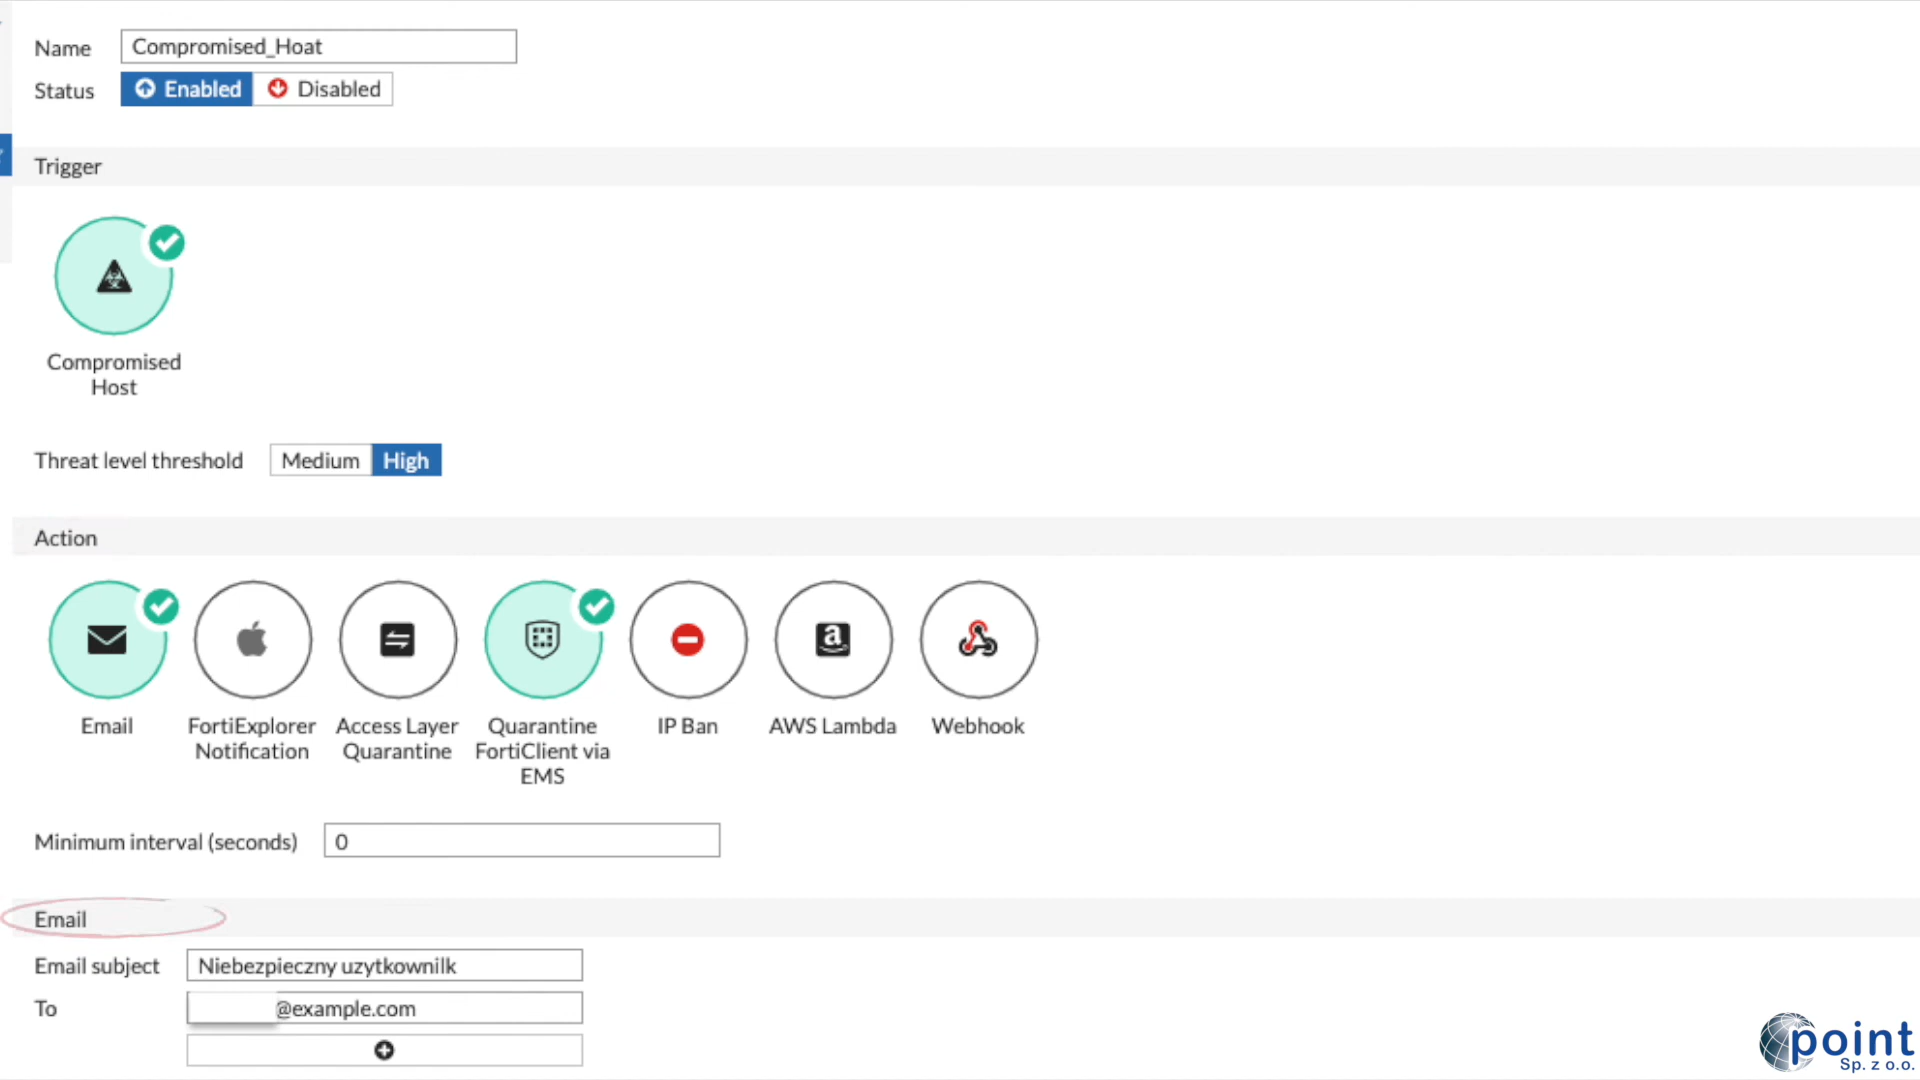 Name Compromised_Hoat
Status Enabled Disabled
Trigger
Compromised
Host
Threat level threshold Medium High
Action
Email
FortiExplorer
Notification
Access Layer
Quarantine
Quarantine
FortiClient via
EMS
IP Ban
AWS Lambda
Webhook
Minimum interval (seconds) 0
Email
Email subject Niebezpieczny uzytkownilk
To @example.com
point
Sp. z o.o.